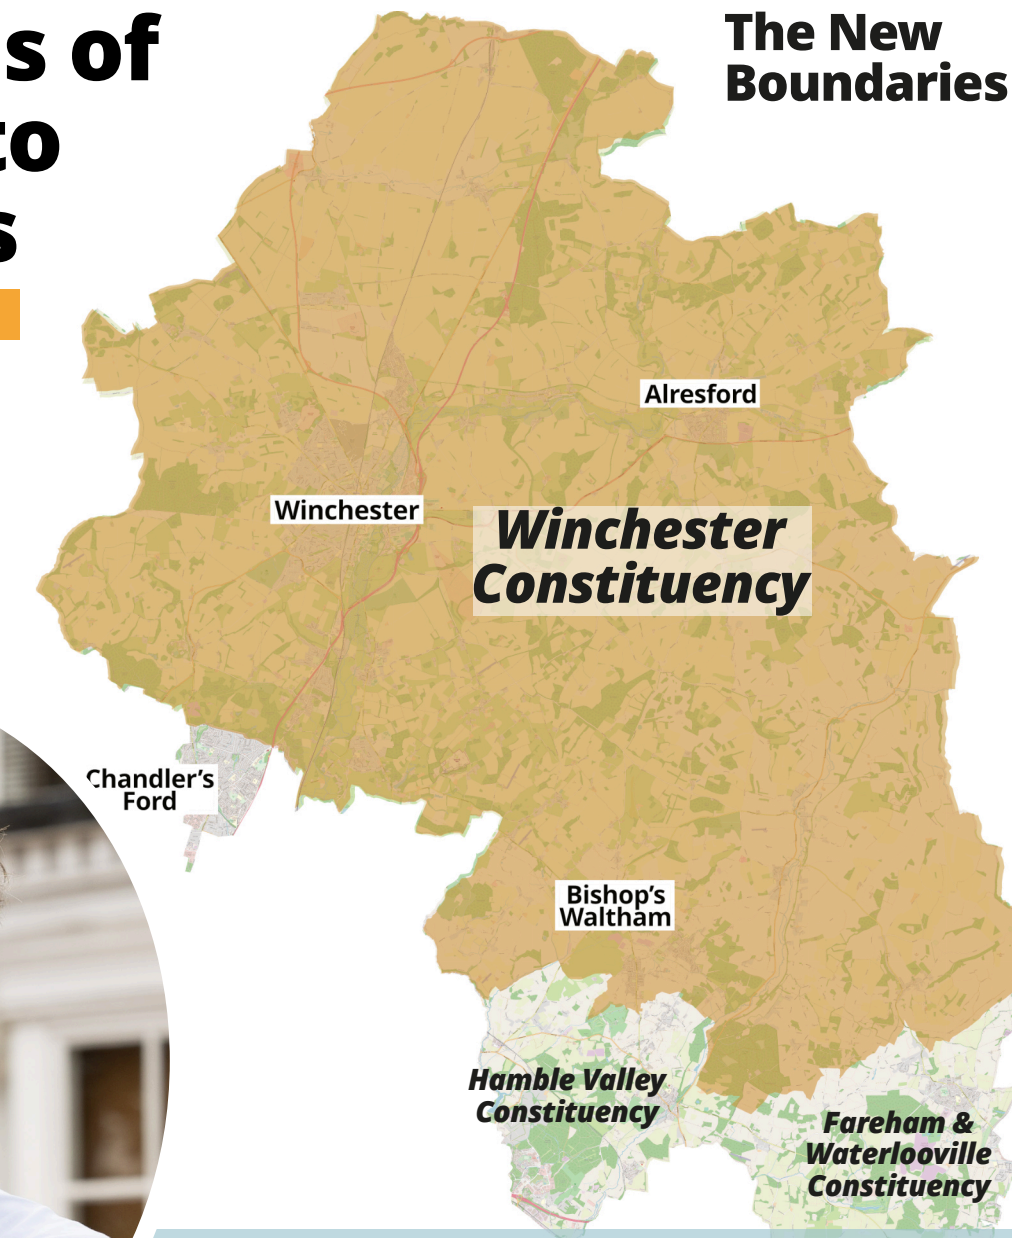 s of
to
s
The New
Boundaries
Alresford
Winchester
Winchester
Constituency
Chandler's
Ford
Bishop's
Waltham
Hamble Valley
Constituency
Fareham &
Waterlooville
Constituency